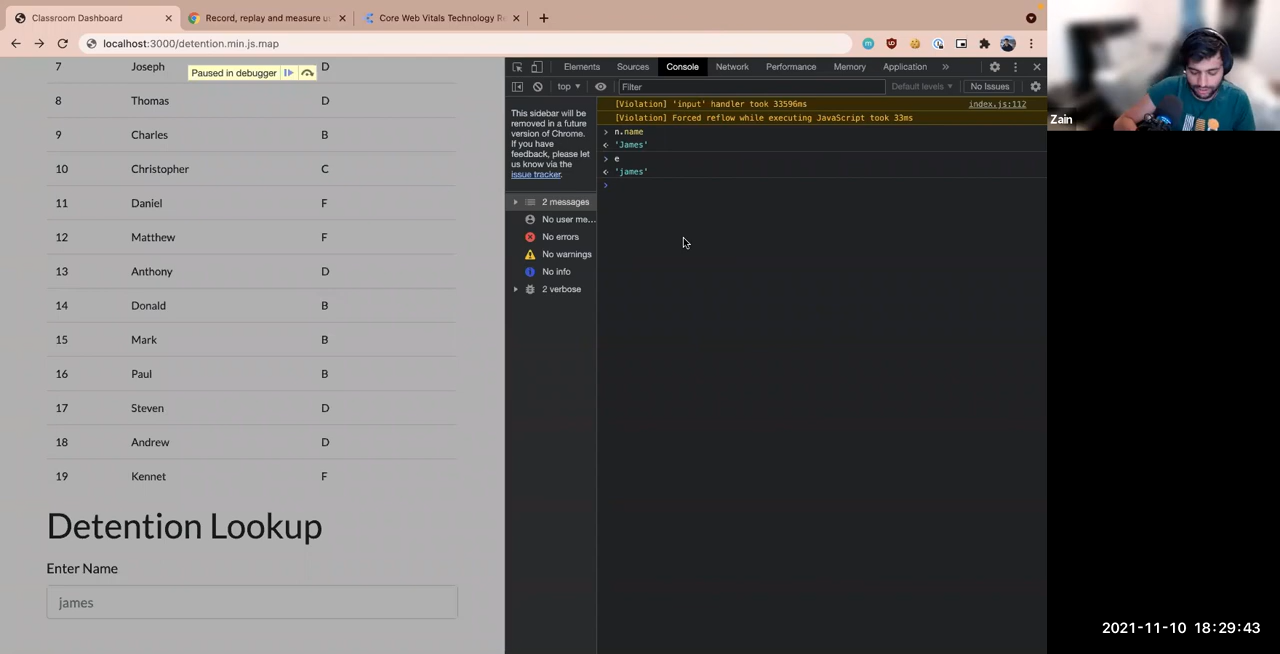 Classroom Dashboard
Record, replay and measure us
Core Web Vitals Technology Re
localhost:3000/detention.min.js.map
7 Joseph D
Paused in debugger
8 Thomas D
9 Charles B
10 Christopher C
11 Daniel F
12 Matthew F
13 Anthony D
14 Donald B
15 Mark B
16 Paul B
17 Steven D
18 Andrew D
19 Kennet F
Detention Lookup
Enter Name
james
Elements Sources Console Network Performance Memory Application »
top ▾ Filter Default levels ▾ No Issues
This sidebar will be
removed in a future
version of Chrome.
If you have
feedback, please let
us know via the
issue tracker.
2 messages
No user me...
No errors
No warnings
No info
2 verbose
[Violation] 'input' handler took 33596ms index.js:112
[Violation] Forced reflow while executing JavaScript took 33ms
n.name
'James'
e
'james'
Zain
2021-11-10 18:29:43